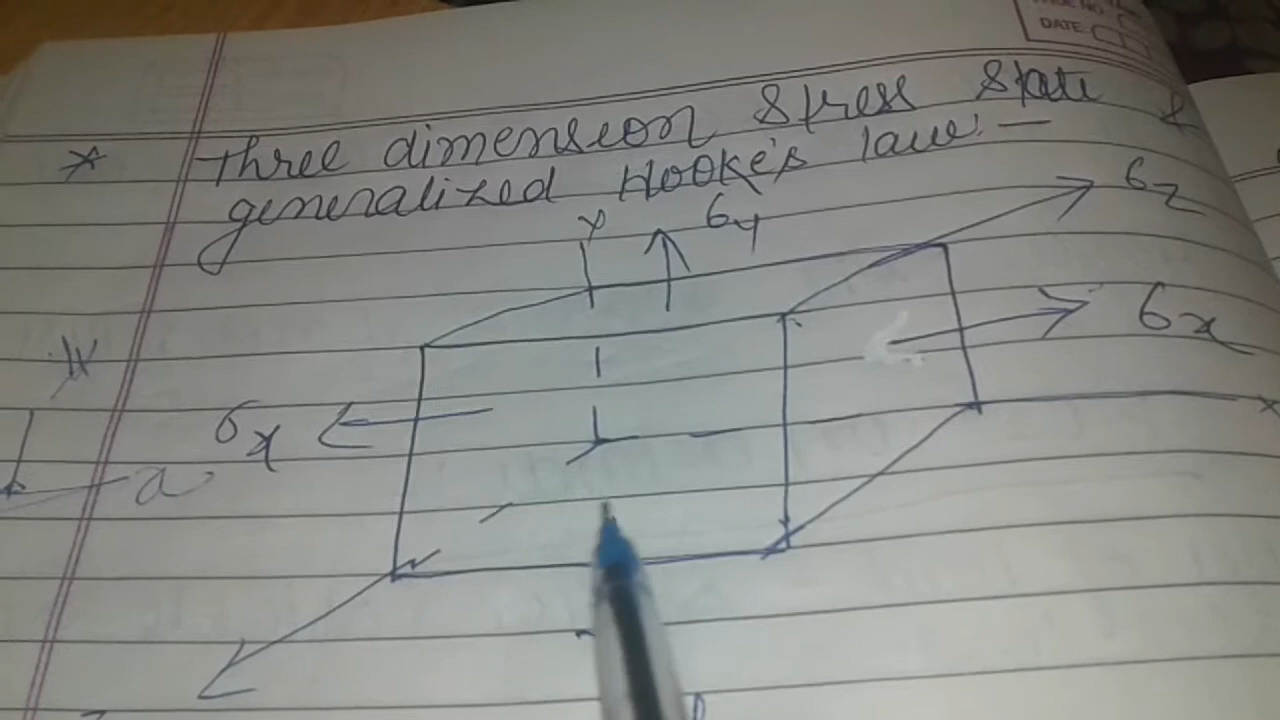 DATE
* Three dimension Stress State &
generalized Hooke's law:—
σz
y
σy
σx
σx
x